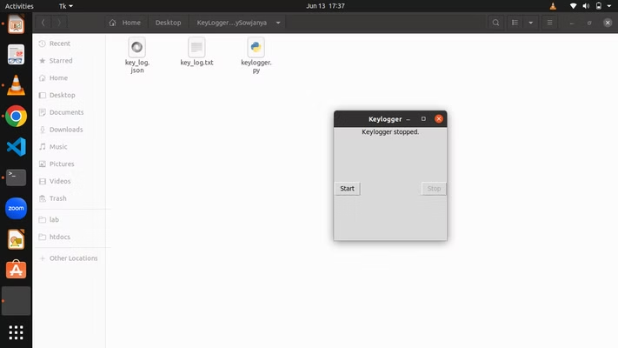 Activities
Tk
Jun 13 17:37
Home
Desktop
KeyLogger...ySowjanya
Recent
Starred
Home
Desktop
Documents
Downloads
Music
Pictures
Videos
Trash
lab
htdocs
Other Locations
key_log.
json
key_log.txt
keylogger.
py
Keylogger
Keylogger stopped.
Start
Stop
zoom